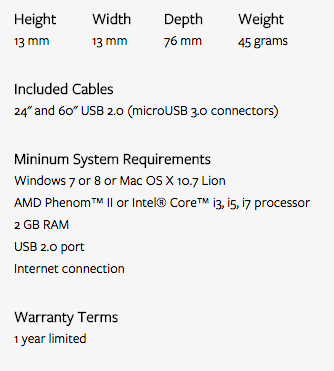 Height Width Depth Weight
13 mm 13 mm 76 mm 45 grams
Included Cables
24" and 60" USB 2.0 (microUSB 3.0 connectors)
Mininum System Requirements
Windows 7 or 8 or Mac OS X 10.7 Lion
AMD Phenom™ II or Intel® Core™ i3, i5, i7 processor
2 GB RAM
USB 2.0 port
Internet connection
Warranty Terms
1 year limited